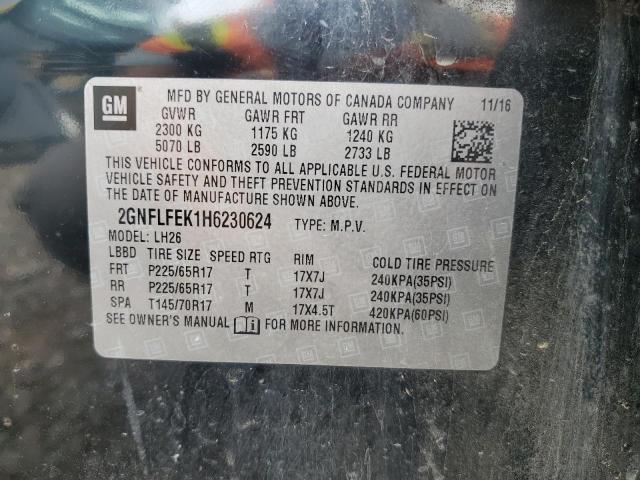 GM
MFD BY GENERAL MOTORS OF CANADA COMPANY 11/16
GVWR GAWR FRT GAWR RR
2300 KG 1175 KG 1240 KG
5070 LB 2590 LB 2733 LB
THIS VEHICLE CONFORMS TO ALL APPLICABLE U.S. FEDERAL MOTOR
VEHICLE SAFETY AND THEFT PREVENTION STANDARDS IN EFFECT ON
THE DATE OF MANUFACTURE SHOWN ABOVE.
2GNFLFEK1H6230624 TYPE: M.P.V.
MODEL: LH26
LBBD TIRE SIZE SPEED RTG RIM COLD TIRE PRESSURE
FRT P225/65R17 T 17X7J 240KPA(35PSI)
RR P225/65R17 T 17X7J 240KPA(35PSI)
SPA T145/70R17 M 17X4.5T 420KPA(60PSI)
SEE OWNER'S MANUAL i FOR MORE INFORMATION.